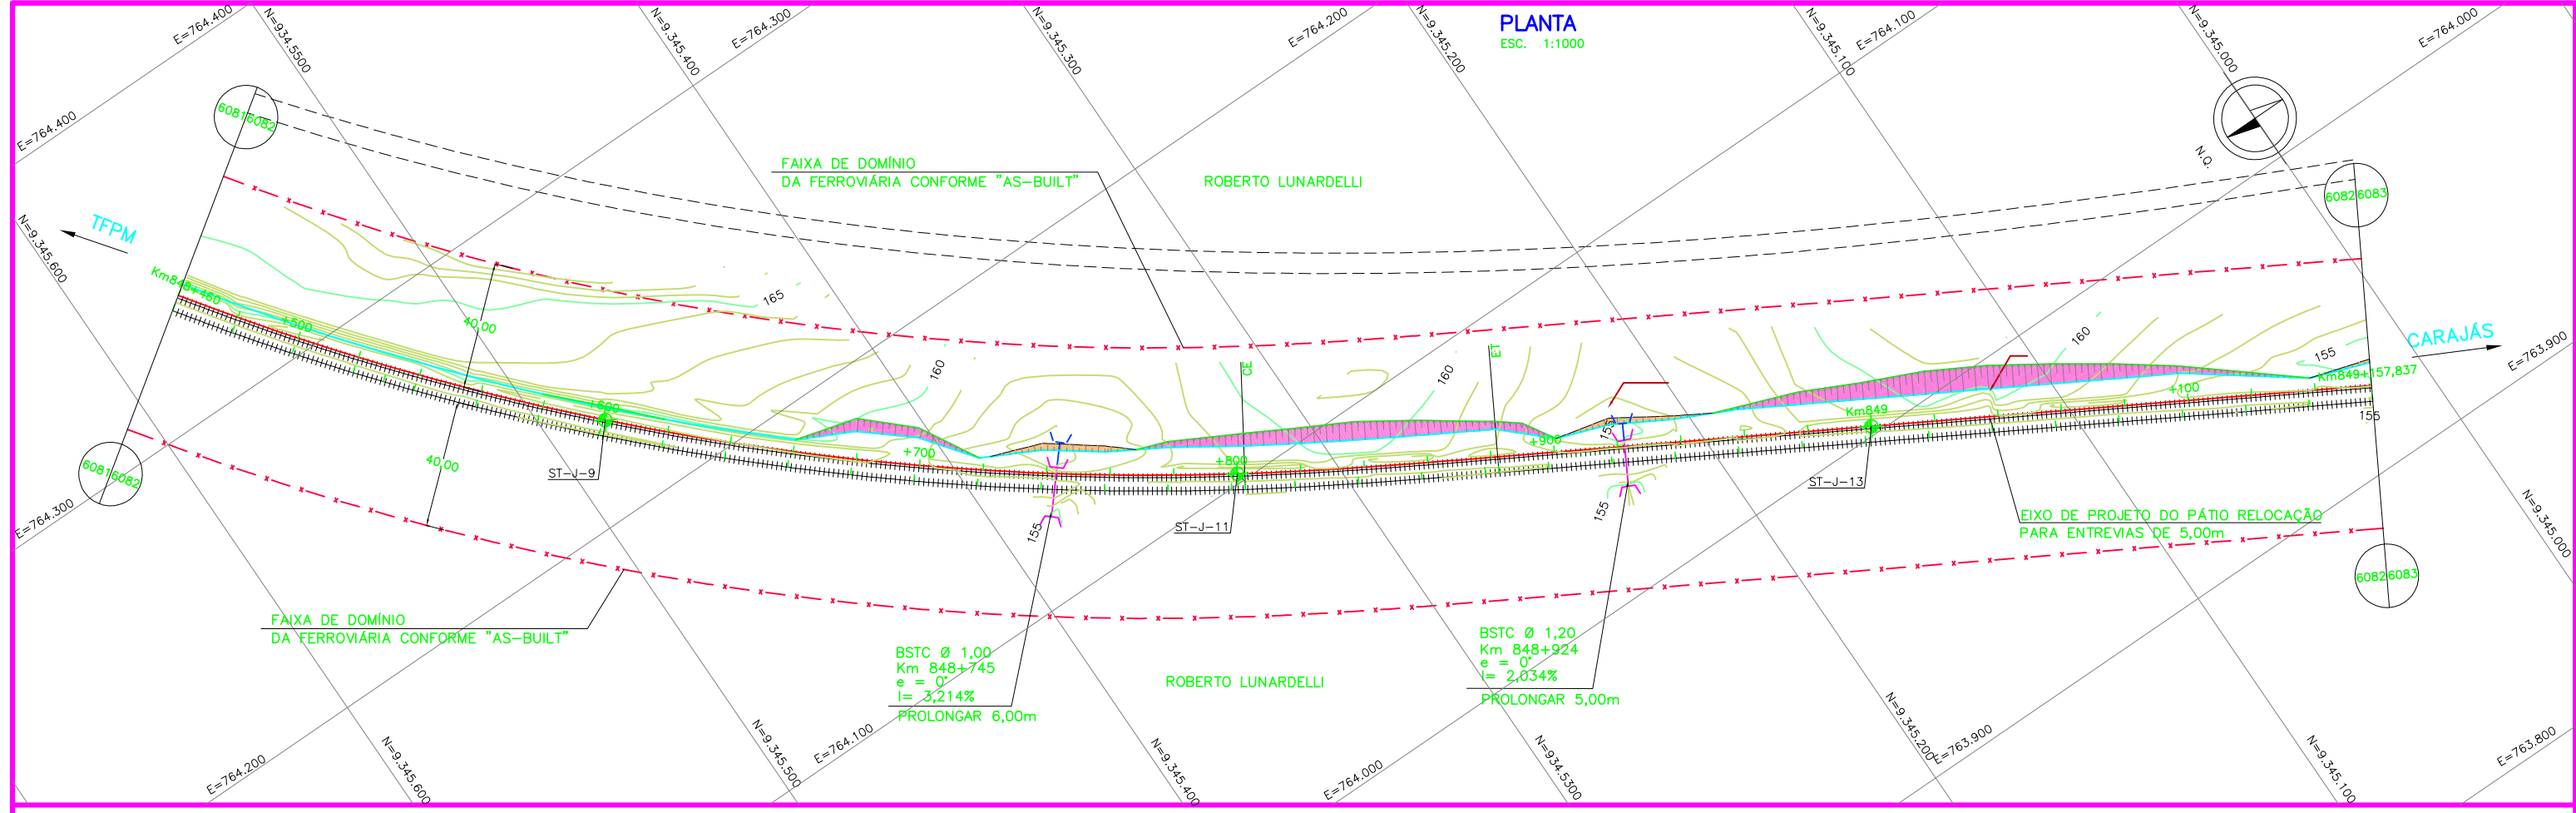 PLANTA
ESC. 1:1000
E=764.400
N=934.5500
N=9.345.400
E=764.300
N=9.345.300
E=764.200
N=9.345.200
N=9.345.100
E=764.100
N=9.345.000
E=764.000
E=764.400
6081 6082
N.Q.
6082 6083
FAIXA DE DOMÍNIO
DA FERROVIÁRIA CONFORME "AS-BUILT"
ROBERTO LUNARDELLI
TFPM
N=9.345.600
Km848+460
+500
40,00
165
160
CE
ET
160
160
155
CARAJÁS
E=763.900
Km849+157,837
+100
155
Km849
+600
+700
+800
+900
155
40,00
6081 6082
ST-J-9
ST-J-11
ST-J-13
155
155
E=764.300
EIXO DE PROJETO DO PÁTIO RELOCAÇÃO
PARA ENTREVIAS DE 5,00m
N=9.345.000
6082 6083
FAIXA DE DOMÍNIO
DA FERROVIÁRIA CONFORME "AS-BUILT"
BSTC Ø 1,00
Km 848+745
e = 0°
I= 3,214%
PROLONGAR 6,00m
ROBERTO LUNARDELLI
BSTC Ø 1,20
Km 848+924
e = 0°
I= 2,034%
PROLONGAR 5,00m
E=764.200
N=9.345.600
N=9.345.500
E=764.100
N=9.345.400
E=764.000
N=934.5300
N=9.345.200
E=763.900
N=9.345.100
E=763.800